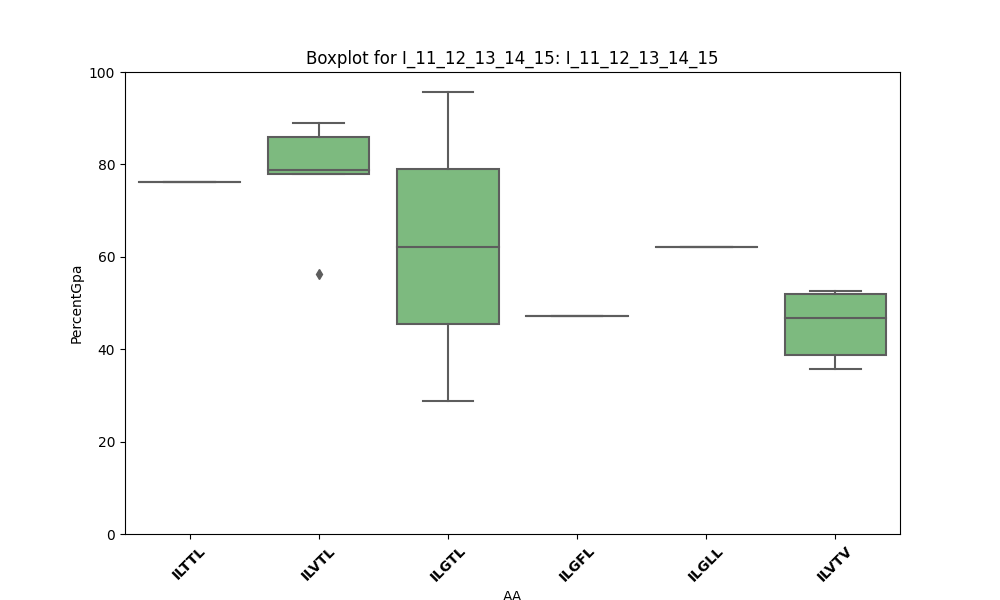 Boxplot for I_11_12_13_14_15: I_11_12_13_14_15
100
80
60
40
20
0
PercentGpa
ILTTL
ILVTL
ILGTL
ILGFL
ILGLL
ILVTV
AA